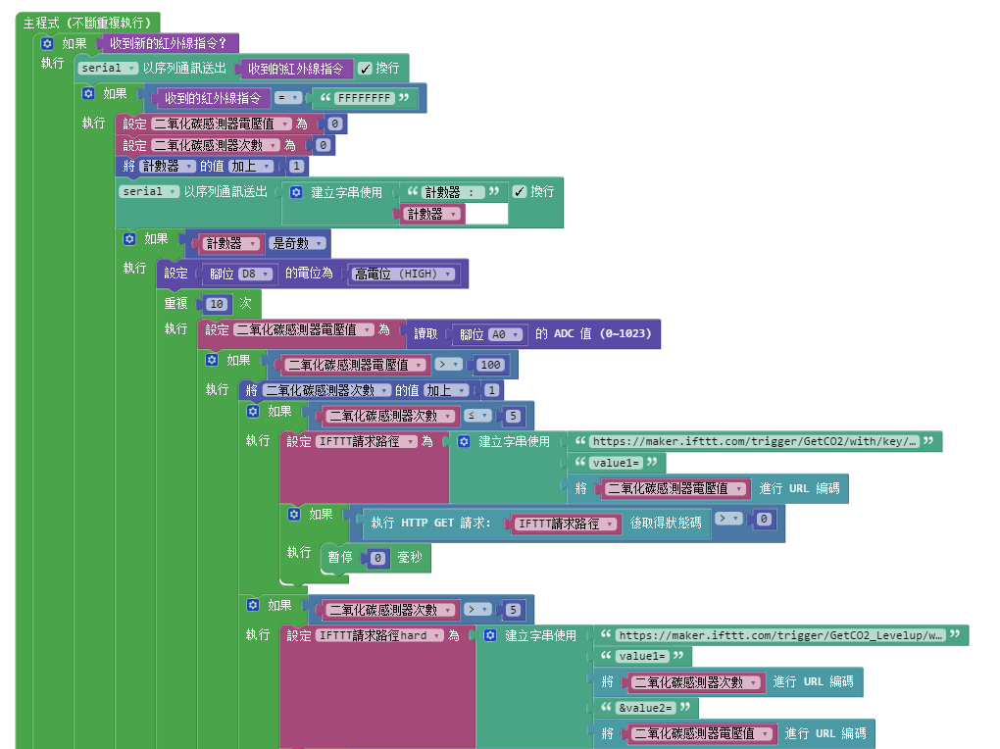 主程式 (不斷重複執行)
如果 收到新的紅外線指令?
執行 serial 以序列通訊送出 收到的紅外線指令 換行
如果 收到的紅外線指令 = “ FFFFFFFF ”
執行 設定 二氧化碳感測器電壓值 為 0
設定 二氧化碳感測器次數 為 0
將 計數器 的值 加上 1
serial 以序列通訊送出 建立字串使用 “ 計數器 : ” 換行
計數器
如果 計數器 是奇數
執行 設定 腳位 D8 的電位為 高電位 (HIGH)
重複 10 次
執行 設定 二氧化碳感測器電壓值 為 讀取 腳位 A0 的 ADC 值 (0~1023)
如果 二氧化碳感測器電壓值 > 100
執行 將 二氧化碳感測器次數 的值 加上 1
如果 二氧化碳感測器次數 ≤ 5
執行 設定 IFTTT請求路徑 為 建立字串使用 “ https://maker.ifttt.com/trigger/GetCO2/with/key/… ”
“ value1= ”
將 二氧化碳感測器電壓值 進行 URL 編碼
如果 執行 HTTP GET 請求: IFTTT請求路徑 後取得狀態碼 > 0
執行 暫停 0 毫秒
如果 二氧化碳感測器次數 > 5
執行 設定 IFTTT請求路徑hard 為 建立字串使用 “ https://maker.ifttt.com/trigger/GetCO2_Levelup/w… ”
“ value1= ”
將 二氧化碳感測器次數 進行 URL 編碼
“ &value2= ”
將 二氧化碳感測器電壓值 進行 URL 編碼